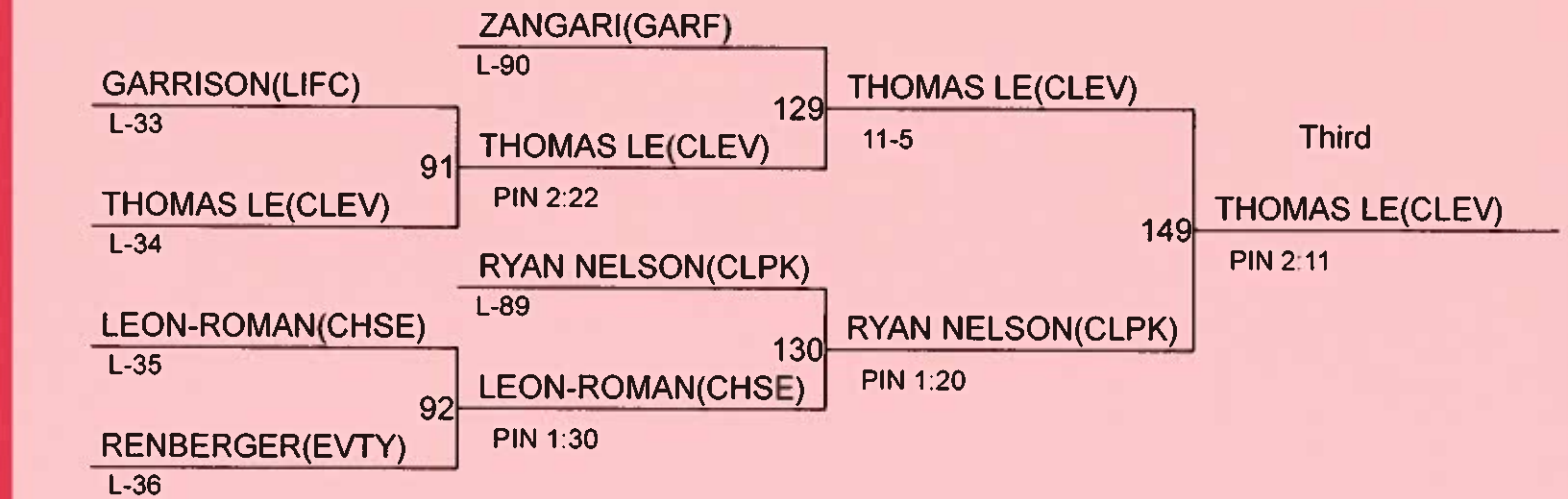 ZANGARI(GARF)
L-90
GARRISON(LIFC)
L-33
129
THOMAS LE(CLEV)
11-5
Third
91
THOMAS LE(CLEV)
PIN 2:22
THOMAS LE(CLEV)
L-34
149
THOMAS LE(CLEV)
PIN 2:11
RYAN NELSON(CLPK)
L-89
LEON-ROMAN(CHSE)
L-35
130
RYAN NELSON(CLPK)
PIN 1:20
92
LEON-ROMAN(CHSE)
PIN 1:30
RENBERGER(EVTY)
L-36